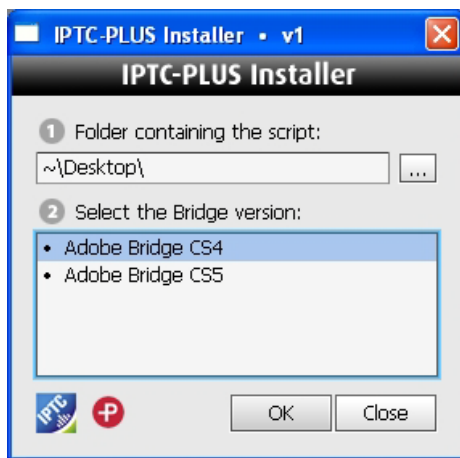 IPTC-PLUS Installer • v1
IPTC-PLUS Installer
1 Folder containing the script:
~\Desktop\
...
2 Select the Bridge version:
• Adobe Bridge CS4
• Adobe Bridge CS5
IPTC
P
OK
Close